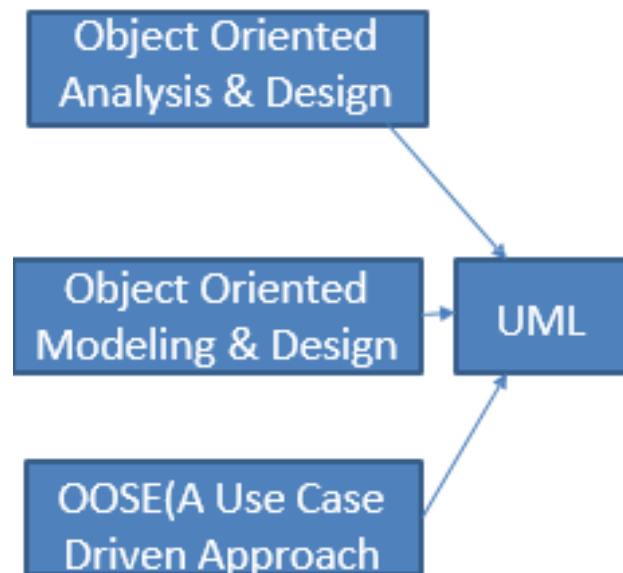 Object Oriented
Analysis & Design
Object Oriented
Modeling & Design
UML
OOSE(A Use Case
Driven Approach